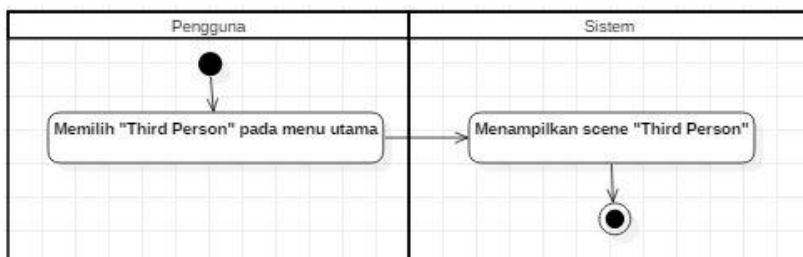 Pengguna
Sistem
Memilih "Third Person" pada menu utama
Menampilkan scene "Third Person"